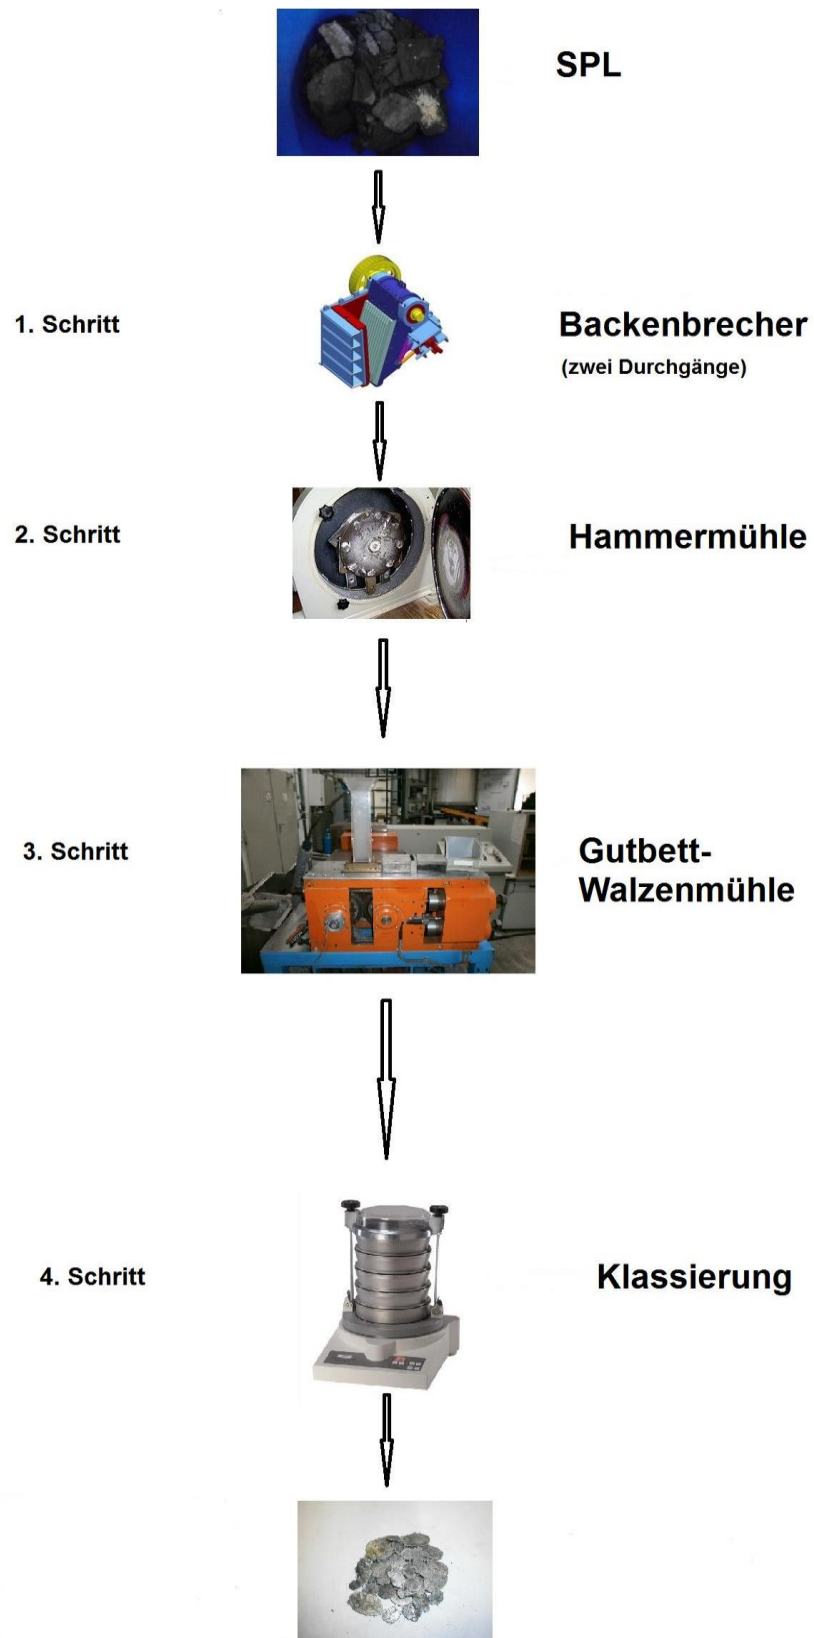 SPL
1. Schritt
Backenbrecher
(zwei Durchgänge)
2. Schritt
Hammermühle
3. Schritt
Gutbett-
Walzenmühle
4. Schritt
Klassierung